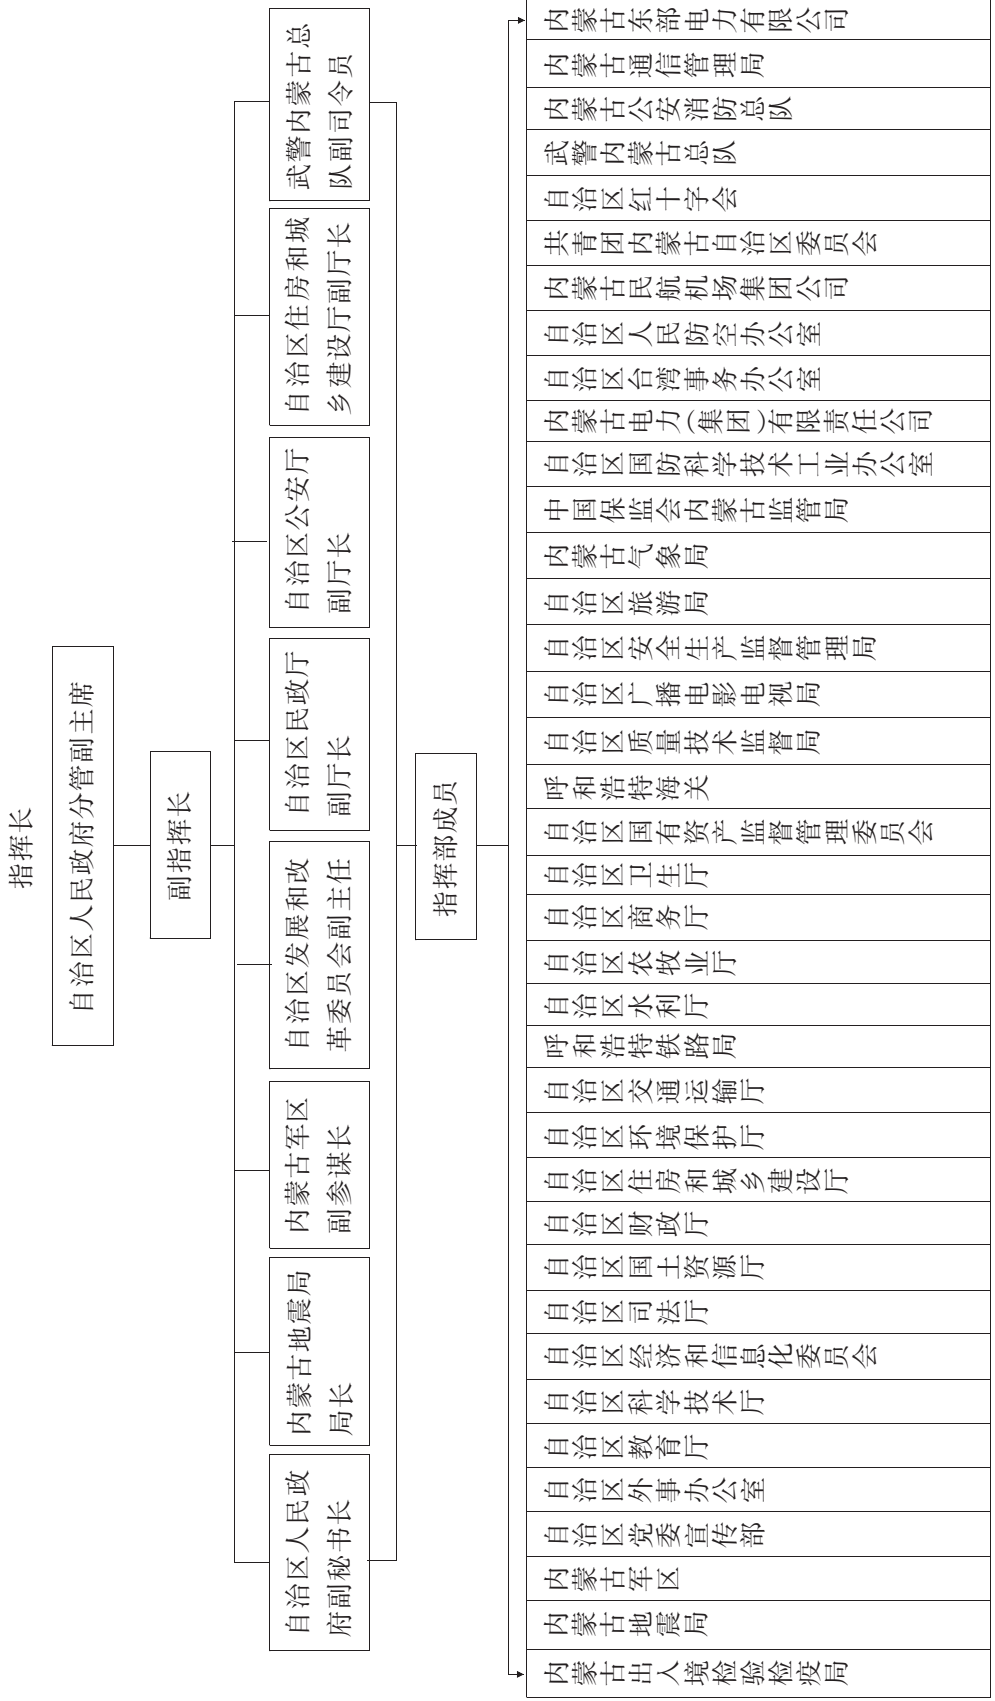 指挥长
自治区人民政府分管副主席
副指挥长
自治区人民政
府副秘书长
内蒙古地震局
局长
内蒙古军区
副参谋长
自治区发展和改
革委员会副主任
自治区民政厅
副厅长
自治区公安厅
副厅长
自治区住房和城
乡建设厅副厅长
武警内蒙古总
队副司令员
指挥部成员
内蒙古出入境检验检疫局
内蒙古地震局
内蒙古军区
自治区党委宣传部
自治区外事办公室
自治区教育厅
自治区科学技术厅
自治区经济和信息化委员会
自治区司法厅
自治区国土资源厅
自治区财政厅
自治区住房和城乡建设厅
自治区环境保护厅
自治区交通运输厅
呼和浩特铁路局
自治区水利厅
自治区农牧业厅
自治区商务厅
自治区卫生厅
自治区国有资产监督管理委员会
呼和浩特海关
自治区质量技术监督局
自治区广播电影电视局
自治区安全生产监督管理局
自治区旅游局
内蒙古气象局
中国保监会内蒙古监管局
自治区国防科学技术工业办公室
内蒙古电力(集团)有限责任公司
自治区台湾事务办公室
自治区人民防空办公室
内蒙古民航机场集团公司
共青团内蒙古自治区委员会
自治区红十字会
武警内蒙古总队
内蒙古公安消防总队
内蒙古通信管理局
内蒙古东部电力有限公司